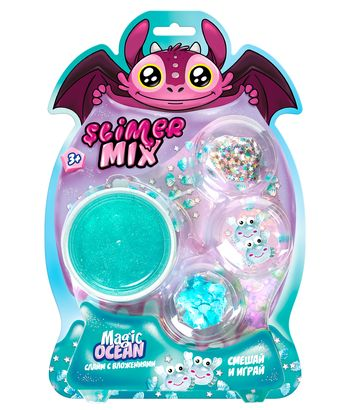 SLIMER
MIX
3+
Magic
OCEAN
СЛАЙМ С ВЛОЖЕНИЯМИ
СМЕШАЙ
И ИГРАЙ